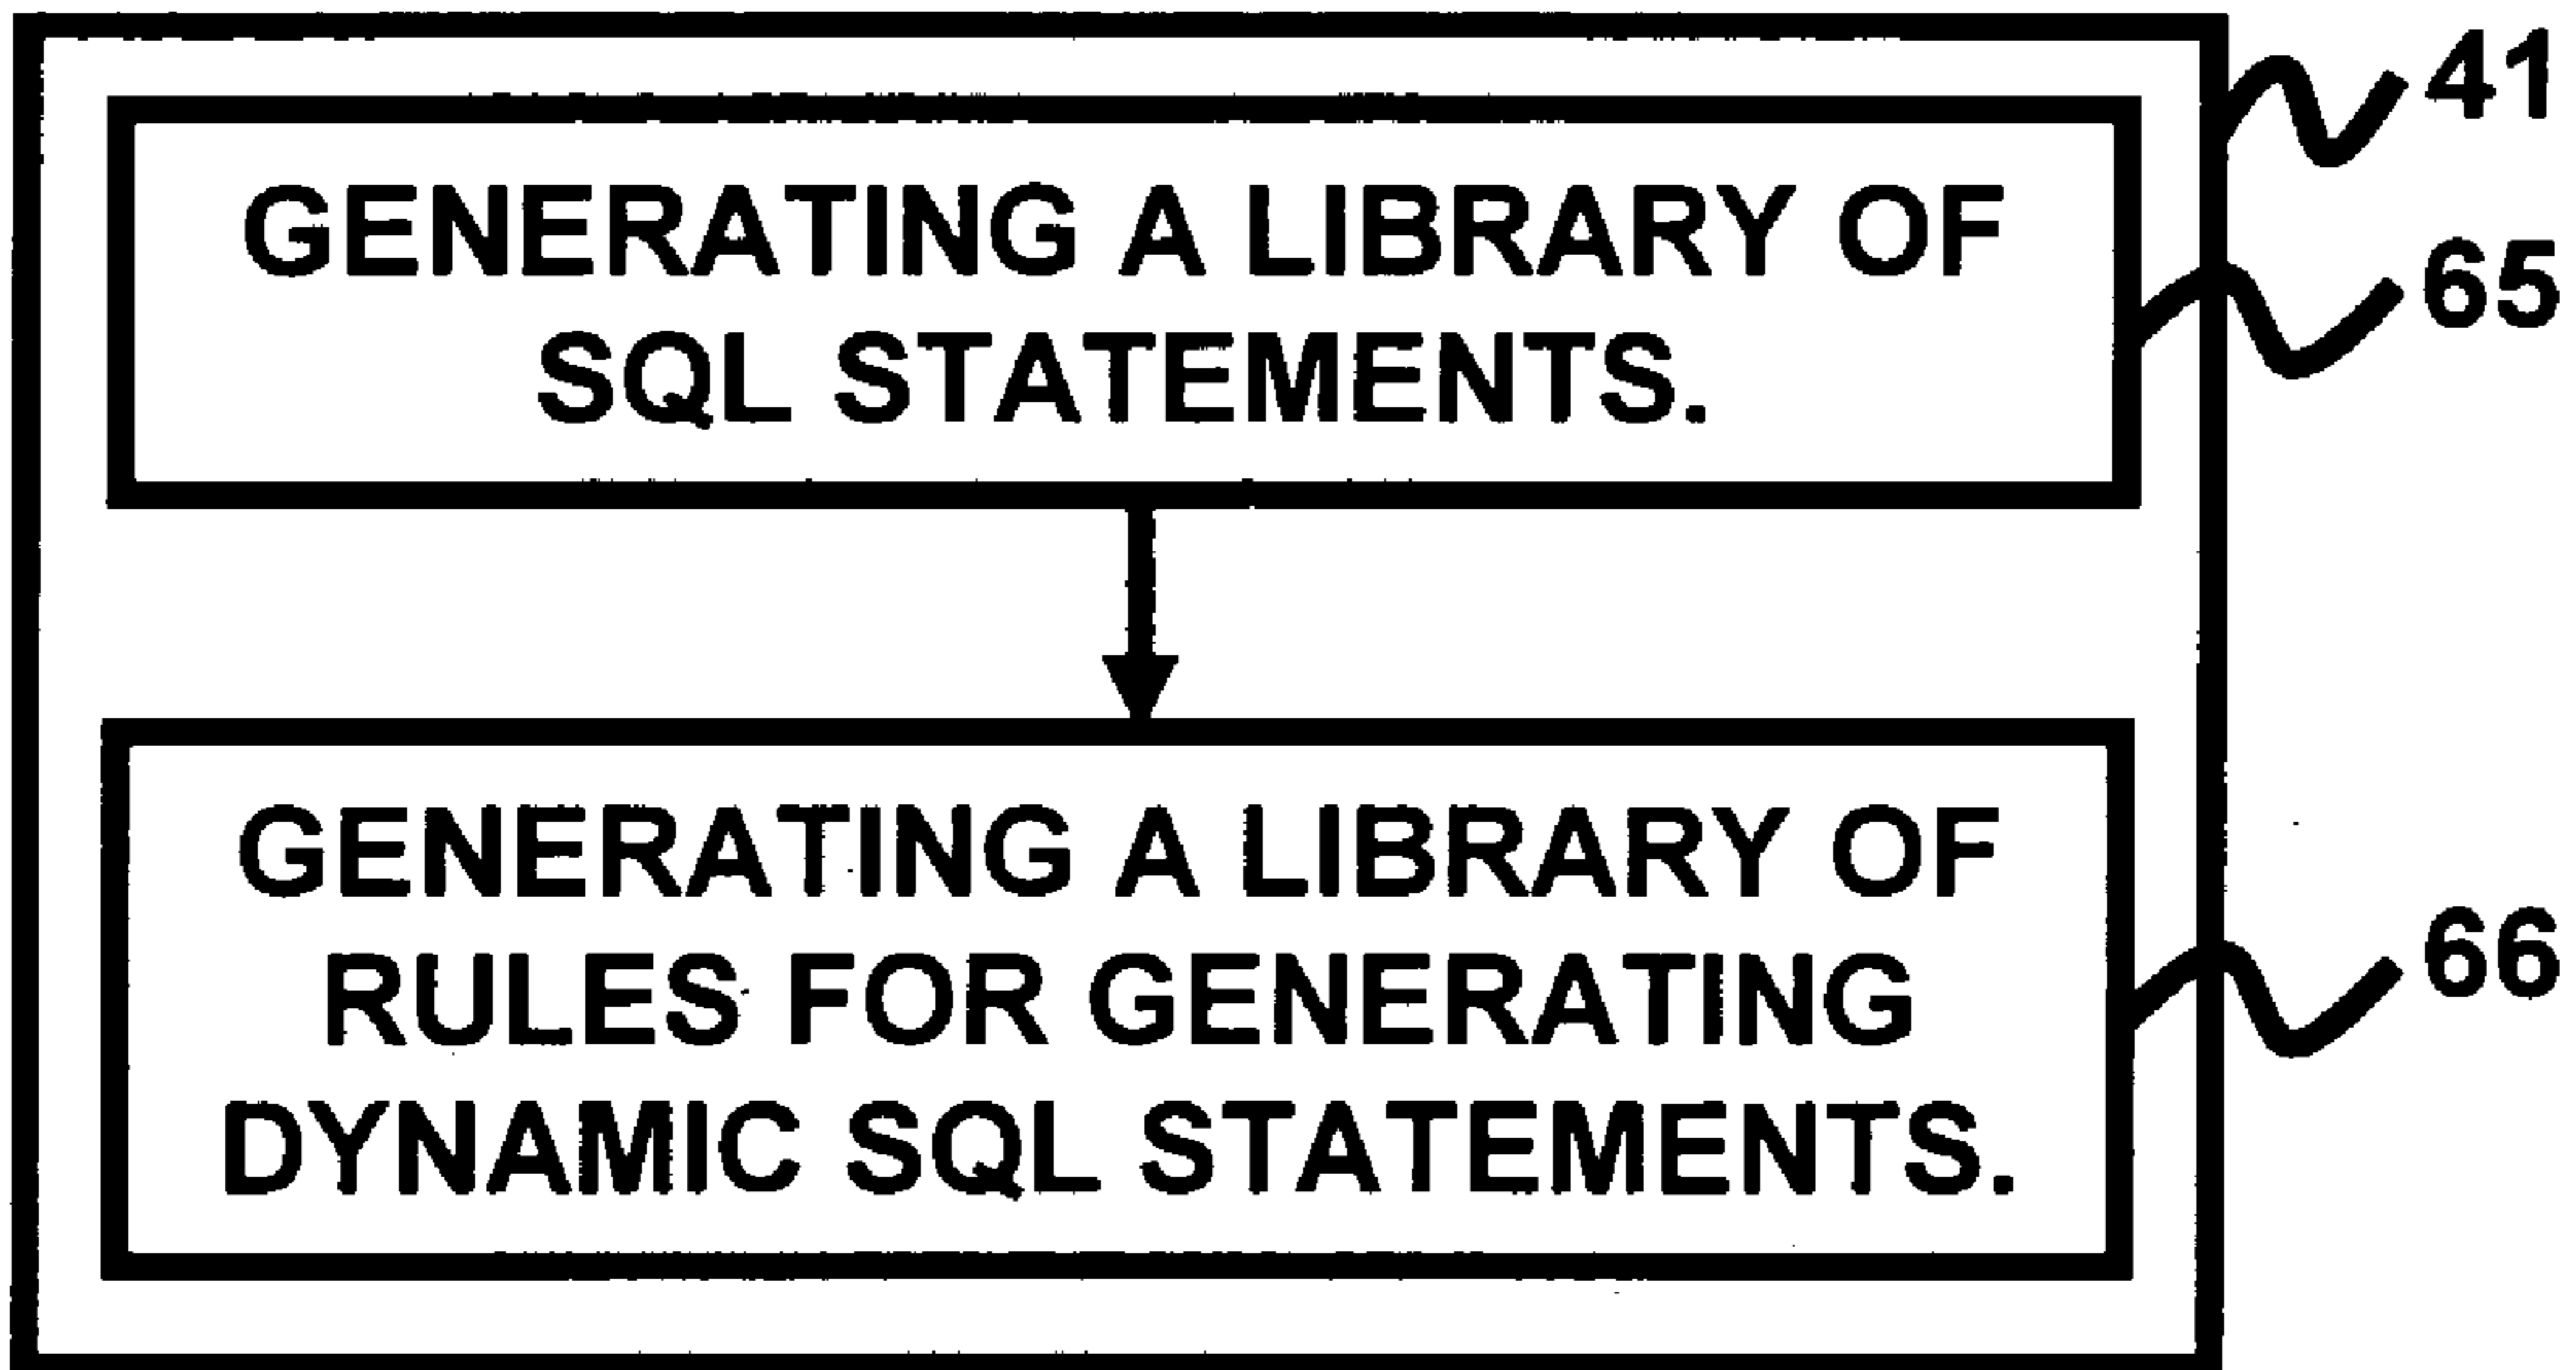 41
GENERATING A LIBRARY OF
SQL STATEMENTS.
65
GENERATING A LIBRARY OF
RULES FOR GENERATING
DYNAMIC SQL STATEMENTS.
66